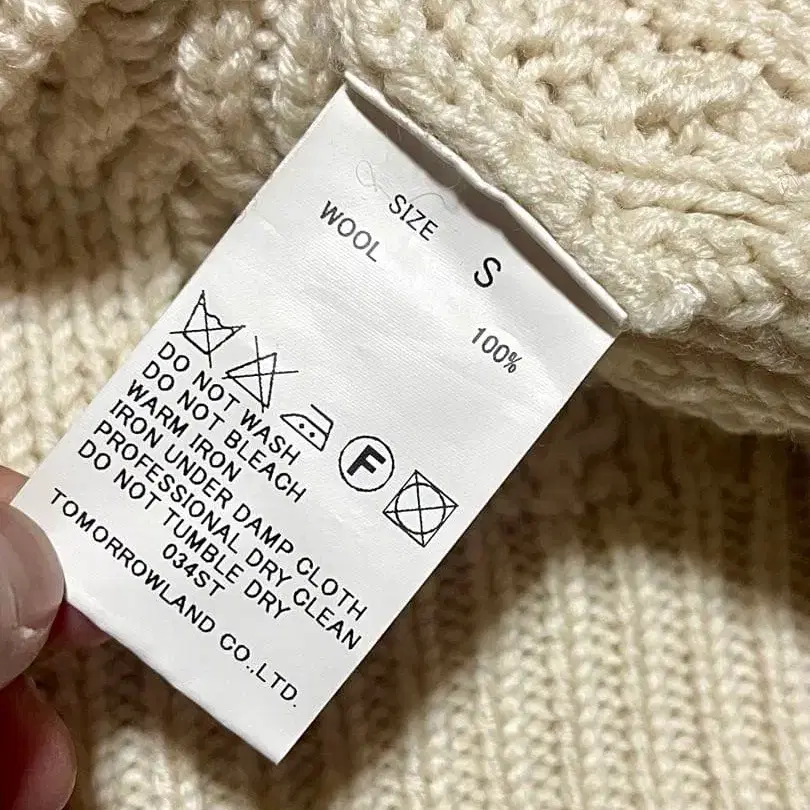 SIZE S
WOOL 100%
F
DO NOT WASH
DO NOT BLEACH
WARM IRON
IRON UNDER DAMP CLOTH
PROFESSIONAL DRY CLEAN
DO NOT TUMBLE DRY
034ST
TOMORROWLAND CO.,LTD.